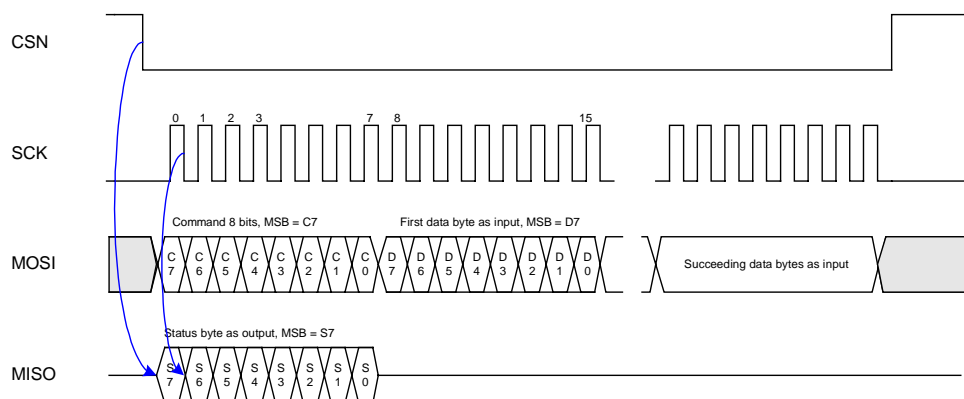 CSN
0 1 2 3 7 8 15
SCK
Command 8 bits, MSB = C7 First data byte as input, MSB = D7
MOSI
C7 C6 C5 C4 C3 C2 C1 C0 D7 D6 D5 D4 D3 D2 D1 D0 Succeeding data bytes as input
Status byte as output, MSB = S7
MISO
S7 S6 S5 S4 S3 S2 S1 S0